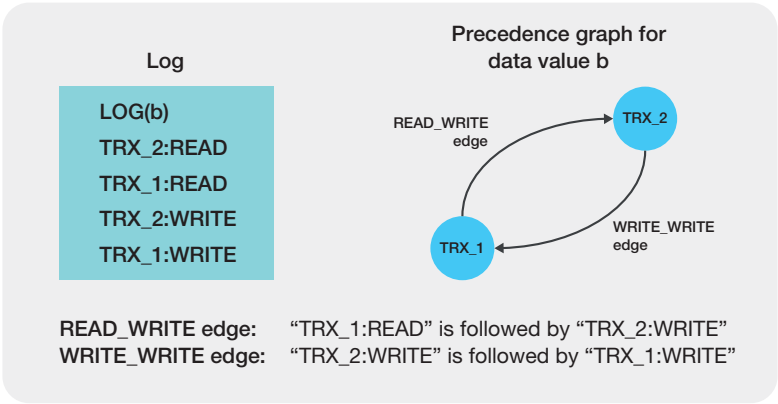 Log
LOG(b)
TRX_2:READ
TRX_1:READ
TRX_2:WRITE
TRX_1:WRITE
Precedence graph for
data value b
READ_WRITE
edge
TRX_2
WRITE_WRITE
edge
TRX_1
READ_WRITE edge: “TRX_1:READ” is followed by “TRX_2:WRITE”
WRITE_WRITE edge: “TRX_2:WRITE” is followed by “TRX_1:WRITE”